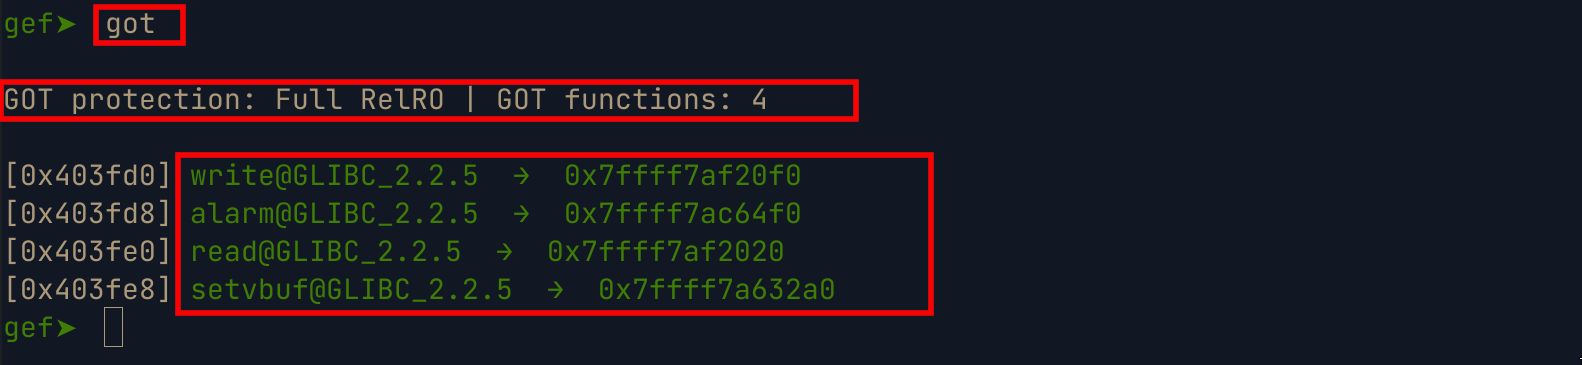 gef➤ got
GOT protection: Full RelRO | GOT functions: 4
[0x403fd0] write@GLIBC_2.2.5 → 0x7ffff7af20f0
[0x403fd8] alarm@GLIBC_2.2.5 → 0x7ffff7ac64f0
[0x403fe0] read@GLIBC_2.2.5 → 0x7ffff7af2020
[0x403fe8] setvbuf@GLIBC_2.2.5 → 0x7ffff7a632a0
gef➤